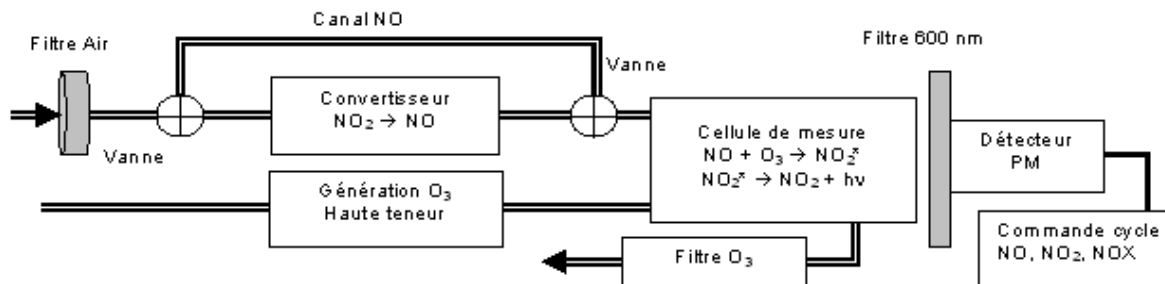 Canal NO
Filtre Air
Filtre 600 nm
Vanne
Convertisseur
NO₂ → NO
Vanne
Cellule de mesure
NO + O₃ → NO₂*
NO₂* → NO₂ + hν
Détecteur
PM
Génération O₃
Haute teneur
Filtre O₃
Commande cycle
NO, NO₂, NOX